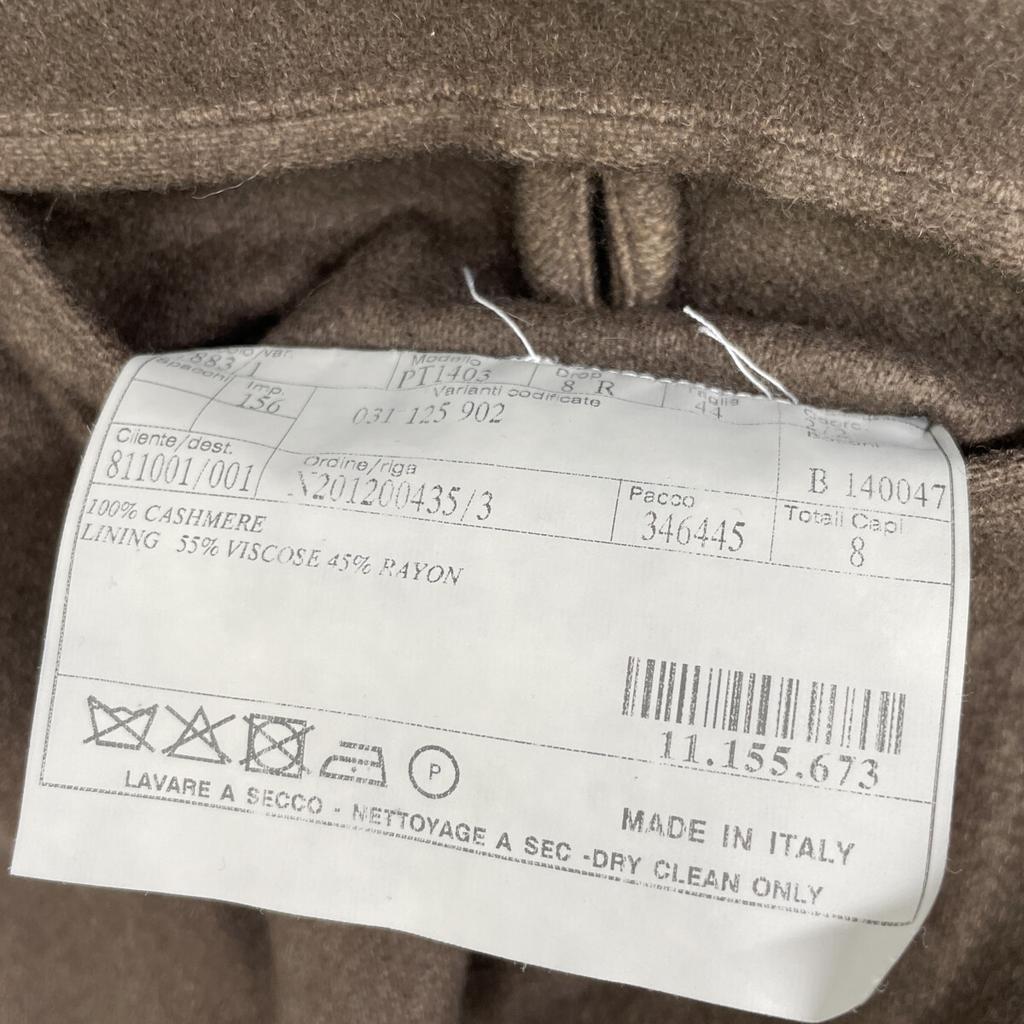 Modello Drop Taglia
883/1 PT1403 8 R 44
Imp. Varianti codificate
156 031 125 902
Cliente/dest. Ordine/riga B 140047
811001/001 X201200435/3 Pacco Totali Capi
346445 8
100% CASHMERE
LINING 55% VISCOSE 45% RAYON
11.155.673
P
MADE IN ITALY
LAVARE A SECCO - NETTOYAGE A SEC -DRY CLEAN ONLY